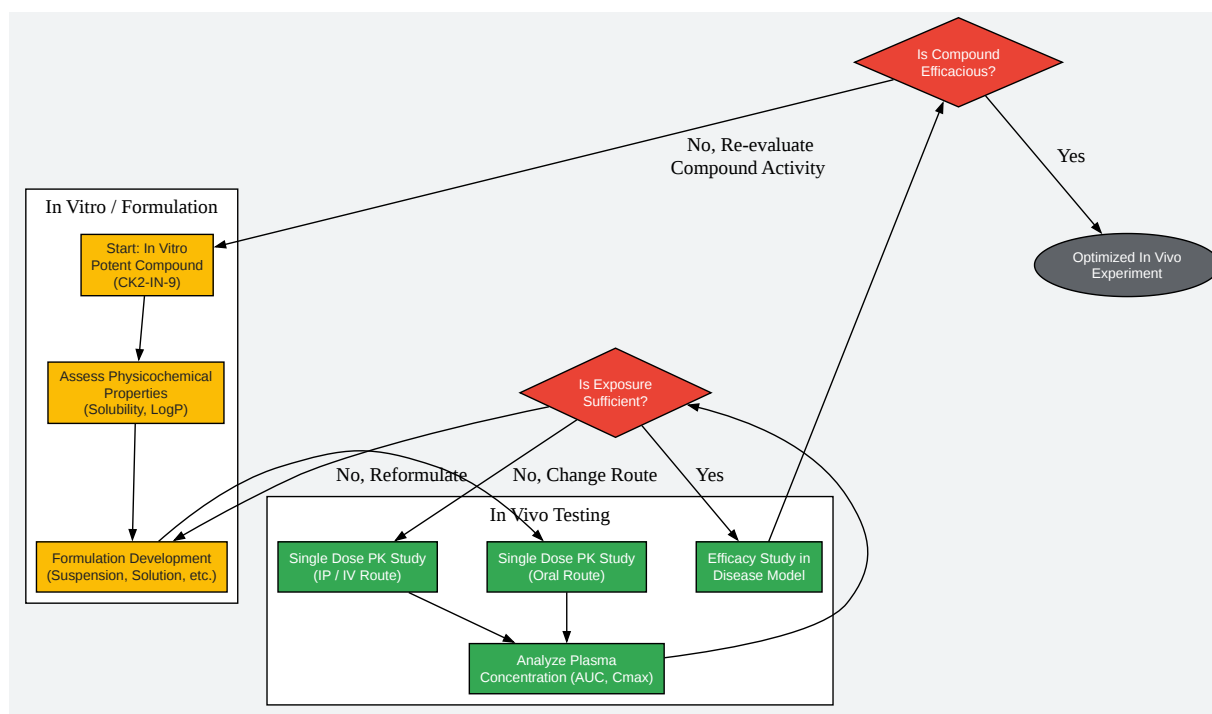 Is Compound
Efficacious?
No, Re-evaluate
Compound Activity
Yes
In Vitro / Formulation
Start: In Vitro
Potent Compound
(CK2-IN-9)
Optimized In Vivo
Experiment
Assess Physicochemical
Properties
(Solubility, LogP)
Is Exposure
Sufficient?
No, Reformulate
No, Change Route
Yes
In Vivo Testing
Formulation Development
(Suspension, Solution, etc.)
Single Dose PK Study
(IP / IV Route)
Single Dose PK Study
(Oral Route)
Efficacy Study in
Disease Model
Analyze Plasma
Concentration (AUC, Cmax)